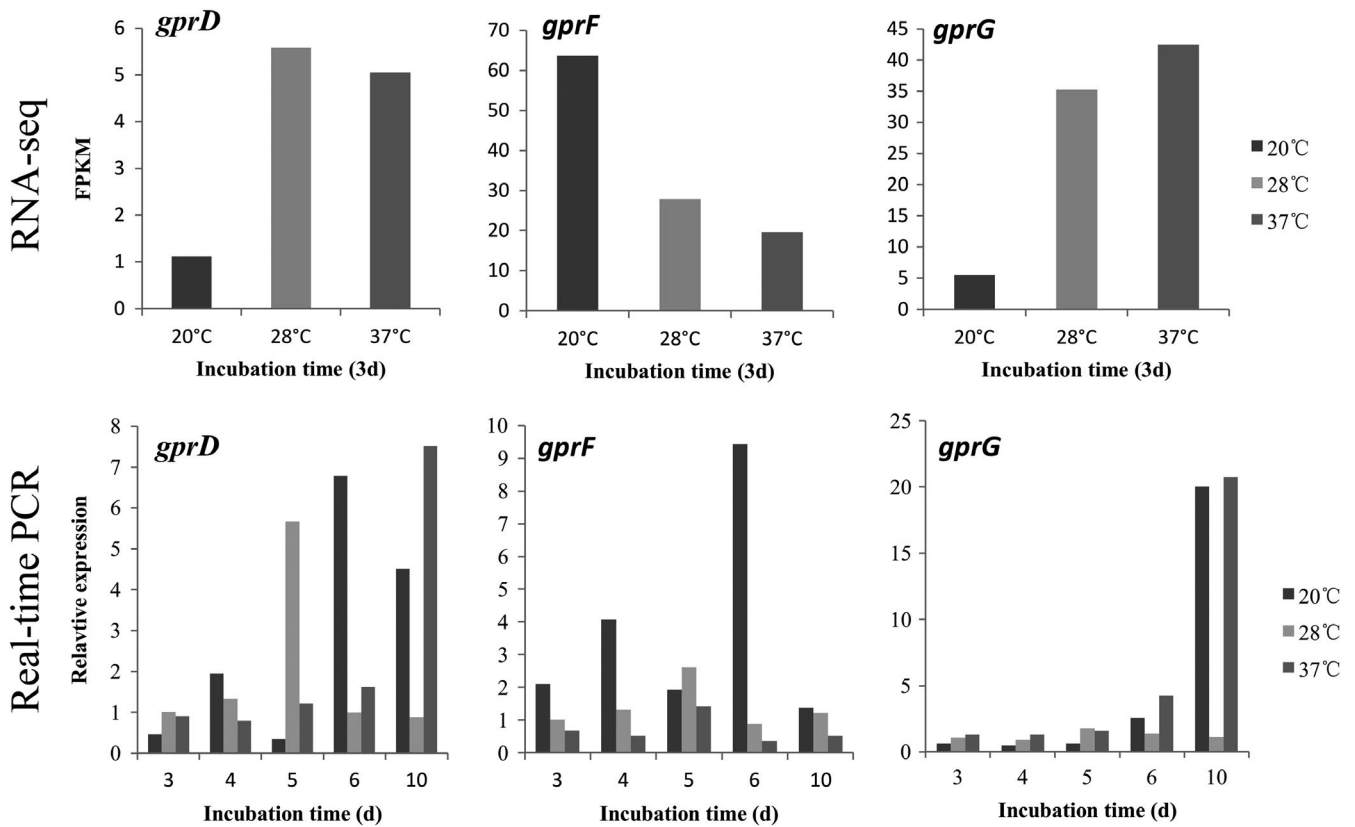 RNA-seq
gprD
FPKM
6
5
4
3
2
1
0
20°C 28°C 37°C
Incubation time (3d)
gprF
70
60
50
40
30
20
10
0
20°C 28°C 37°C
Incubation time (3d)
gprG
45
40
35
30
25
20
15
10
5
0
20°C 28°C 37°C
Incubation time (3d)
20℃
28℃
37℃
Real-time PCR
gprD
Relavtive expression
8
7
6
5
4
3
2
1
0
3 4 5 6 10
Incubation time (d)
gprF
10
9
8
7
6
5
4
3
2
1
0
3 4 5 6 10
Incubation time (d)
gprG
25
20
15
10
5
0
3 4 5 6 10
Incubation time (d)
20℃
28℃
37℃